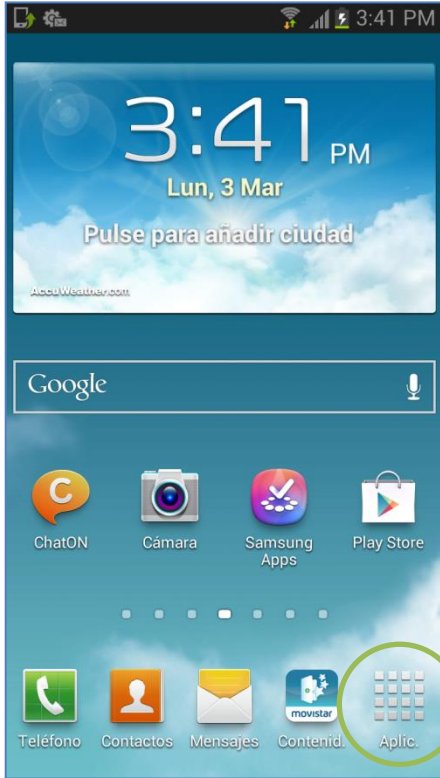 3:41 PM
3:41 PM
Lun, 3 Mar
Pulse para añadir ciudad
AccuWeather.com
Google
ChatON
Cámara
Samsung Apps
Play Store
movistar
Teléfono
Contactos
Mensajes
Contenid.
Aplic.